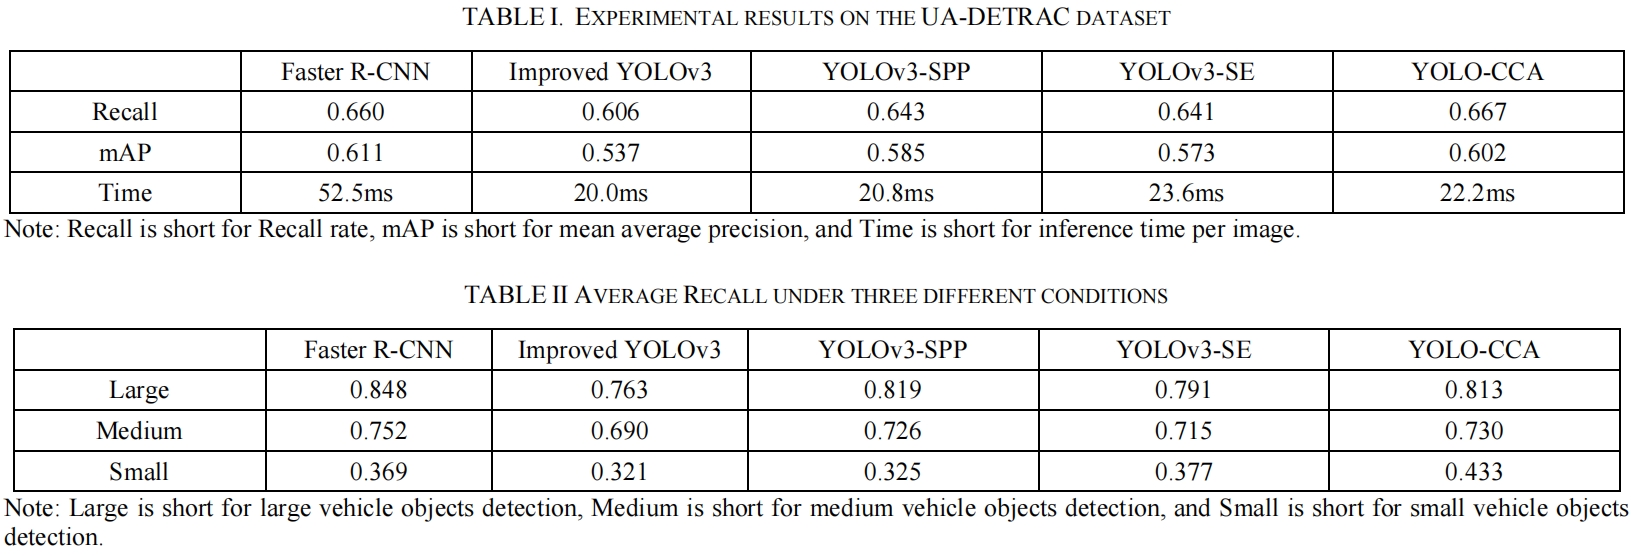 TABLE I. EXPERIMENTAL RESULTS ON THE UA-DETRAC DATASET
Faster R-CNN Improved YOLOv3 YOLOv3-SPP YOLOv3-SE YOLO-CCA
Recall 0.660 0.606 0.643 0.641 0.667
mAP 0.611 0.537 0.585 0.573 0.602
Time 52.5ms 20.0ms 20.8ms 23.6ms 22.2ms
Note: Recall is short for Recall rate, mAP is short for mean average precision, and Time is short for inference time per image.
TABLE II AVERAGE RECALL UNDER THREE DIFFERENT CONDITIONS
Faster R-CNN Improved YOLOv3 YOLOv3-SPP YOLOv3-SE YOLO-CCA
Large 0.848 0.763 0.819 0.791 0.813
Medium 0.752 0.690 0.726 0.715 0.730
Small 0.369 0.321 0.325 0.377 0.433
Note: Large is short for large vehicle objects detection, Medium is short for medium vehicle objects detection, and Small is short for small vehicle objects
detection.